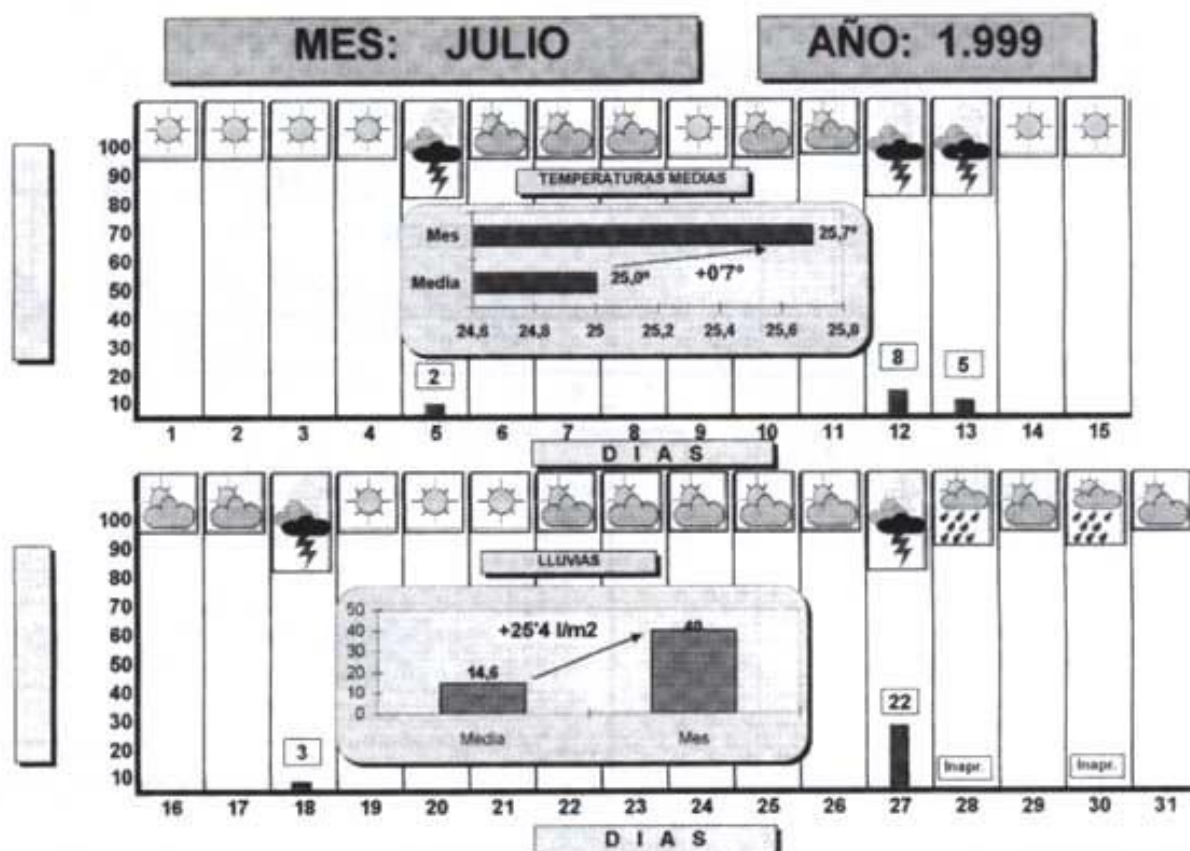 MES: JULIO AÑO: 1.999
100
90
80
70
60
50
40
30
20
10
TEMPERATURAS MEDIAS
Mes 25,7º
Media 25,0º +0'7º
24,6 24,8 25 25,2 25,4 25,6 25,8
2 8 5
1 2 3 4 5 6 7 8 9 10 11 12 13 14 15
D I A S
100
90
80
70
60
50
40
30
20
10
LLUVIAS
50
40
30
20
10
0
+25'4 l/m2
14,6 40
Media Mes
3 22 Inapr. Inapr.
16 17 18 19 20 21 22 23 24 25 26 27 28 29 30 31
D I A S